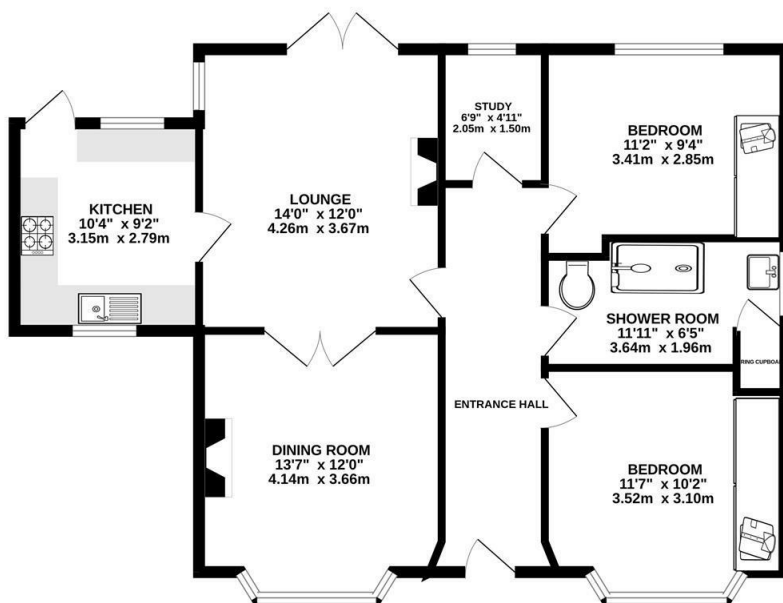 STUDY
6'9" x 4'11"
2.05m x 1.50m
BEDROOM
11'2" x 9'4"
3.41m x 2.85m
KITCHEN
10'4" x 9'2"
3.15m x 2.79m
LOUNGE
14'0" x 12'0"
4.26m x 3.67m
SHOWER ROOM
11'11" x 6'5"
3.64m x 1.96m
RING CUPBOA
ENTRANCE HALL
DINING ROOM
13'7" x 12'0"
4.14m x 3.66m
BEDROOM
11'7" x 10'2"
3.52m x 3.10m